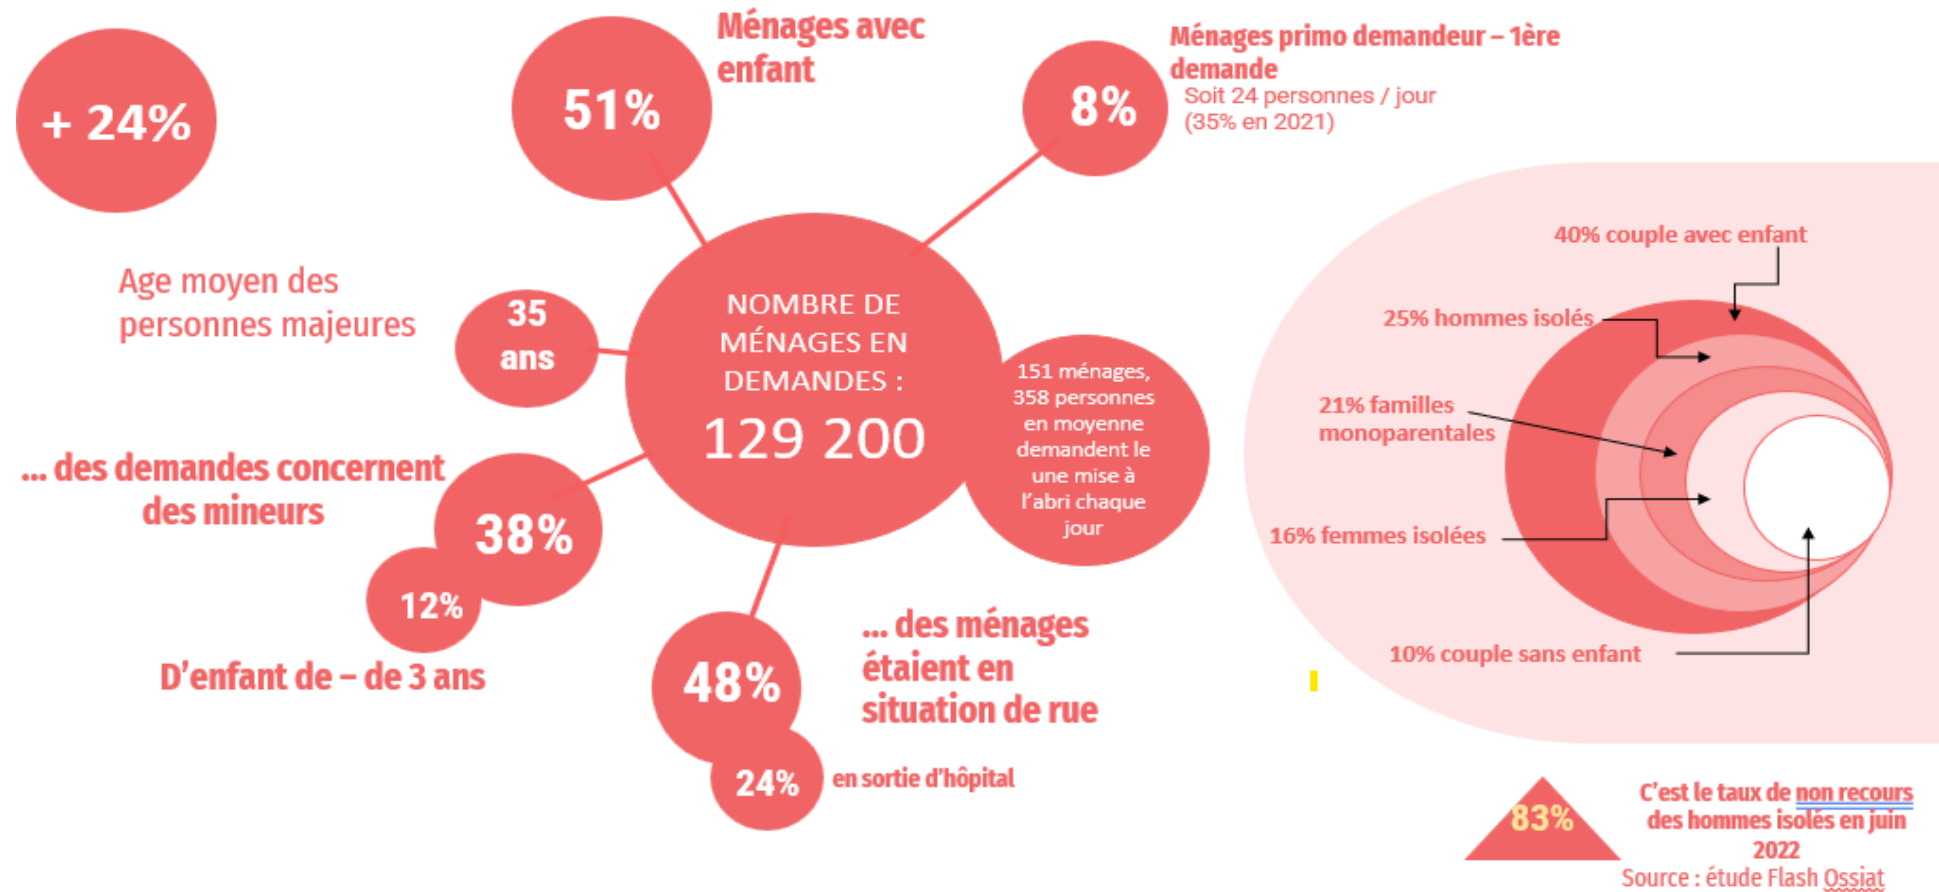 + 24%
51%
Ménages avec
enfant
8%
Ménages primo demandeur – 1ère
demande
Soit 24 personnes / jour
(35% en 2021)
Age moyen des
personnes majeures
35
ans
NOMBRE DE
MÉNAGES EN
DEMANDES :
129 200
151 ménages,
358 personnes
en moyenne
demandent le
une mise à
l'abri chaque
jour
... des demandes concernent
des mineurs
38%
12%
D'enfant de – de 3 ans
48%
... des ménages
étaient en
situation de rue
24%
en sortie d'hôpital
40% couple avec enfant
25% hommes isolés
21% familles
monoparentales
16% femmes isolées
10% couple sans enfant
83%
C'est le taux de non recours
des hommes isolés en juin
2022
Source : étude Flash Ossiat